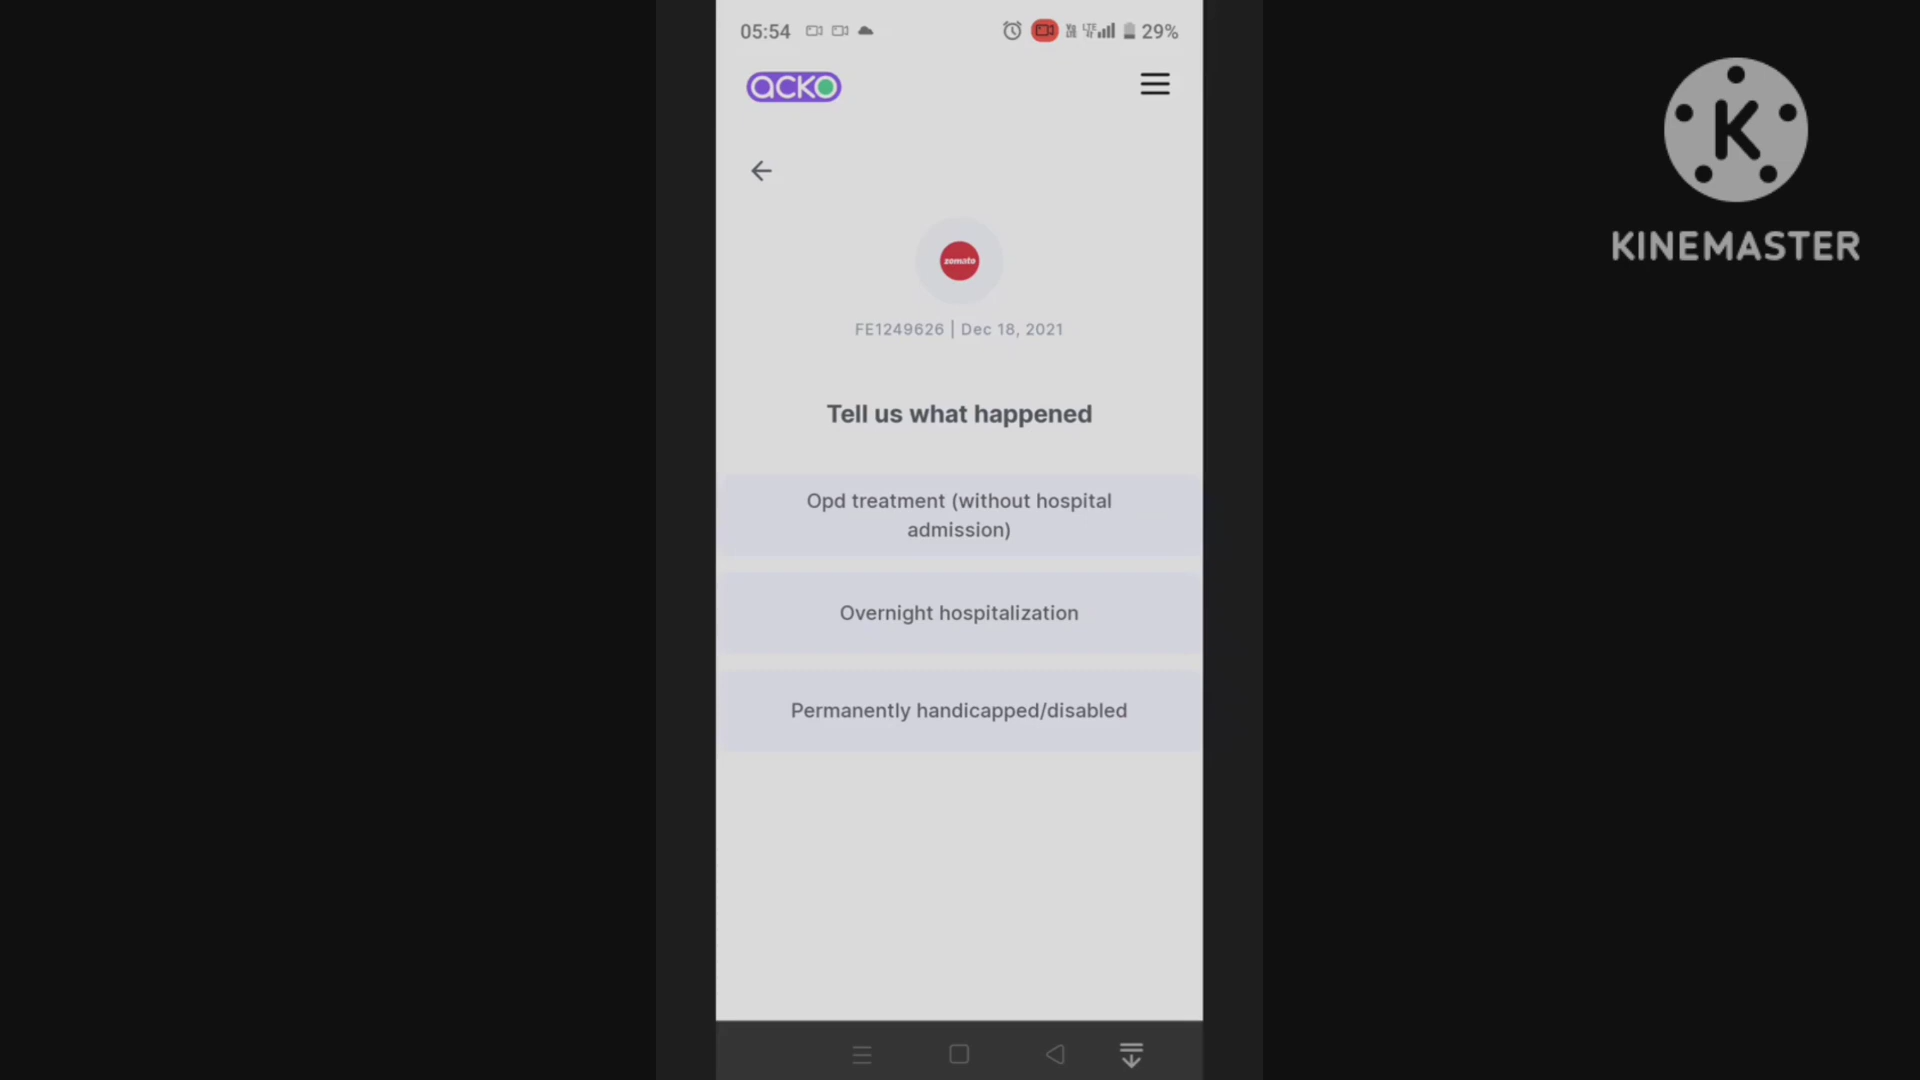 05:54
29%
acko
K
KINEMASTER
zomato
FE1249626 | Dec 18, 2021
Tell us what happened
Opd treatment (without hospital
admission)
Overnight hospitalization
Permanently handicapped/disabled